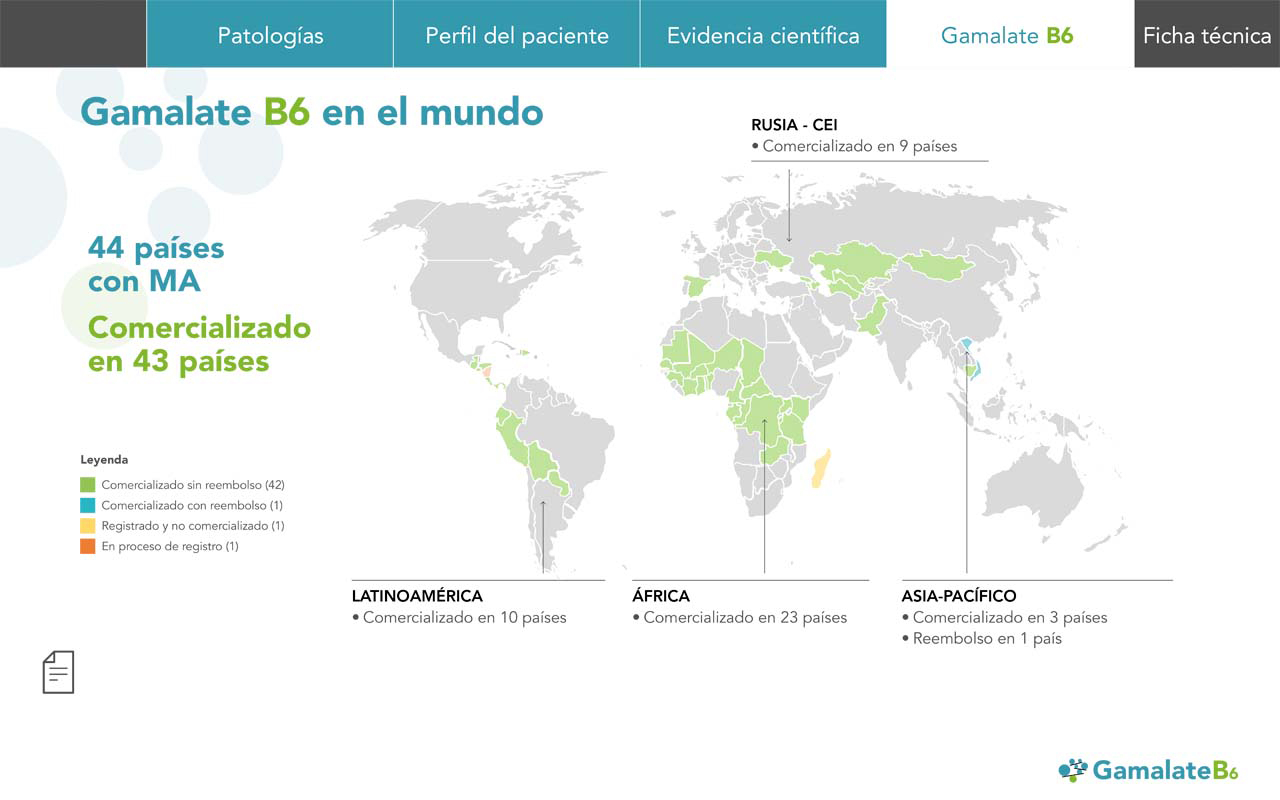 Patologías
Perfil del paciente
Evidencia científica
Gamalate B6
Ficha técnica
Gamalate B6 en el mundo
RUSIA - CEI
• Comercializado en 9 países
44 países
con MA
Comercializado
en 43 países
Leyenda
Comercializado sin reembolso (42)
Comercializado con reembolso (1)
Registrado y no comercializado (1)
En proceso de registro (1)
LATINOAMÉRICA
• Comercializado en 10 países
ÁFRICA
• Comercializado en 23 países
ASIA-PACÍFICO
• Comercializado en 3 países
• Reembolso en 1 país
GamalateB6